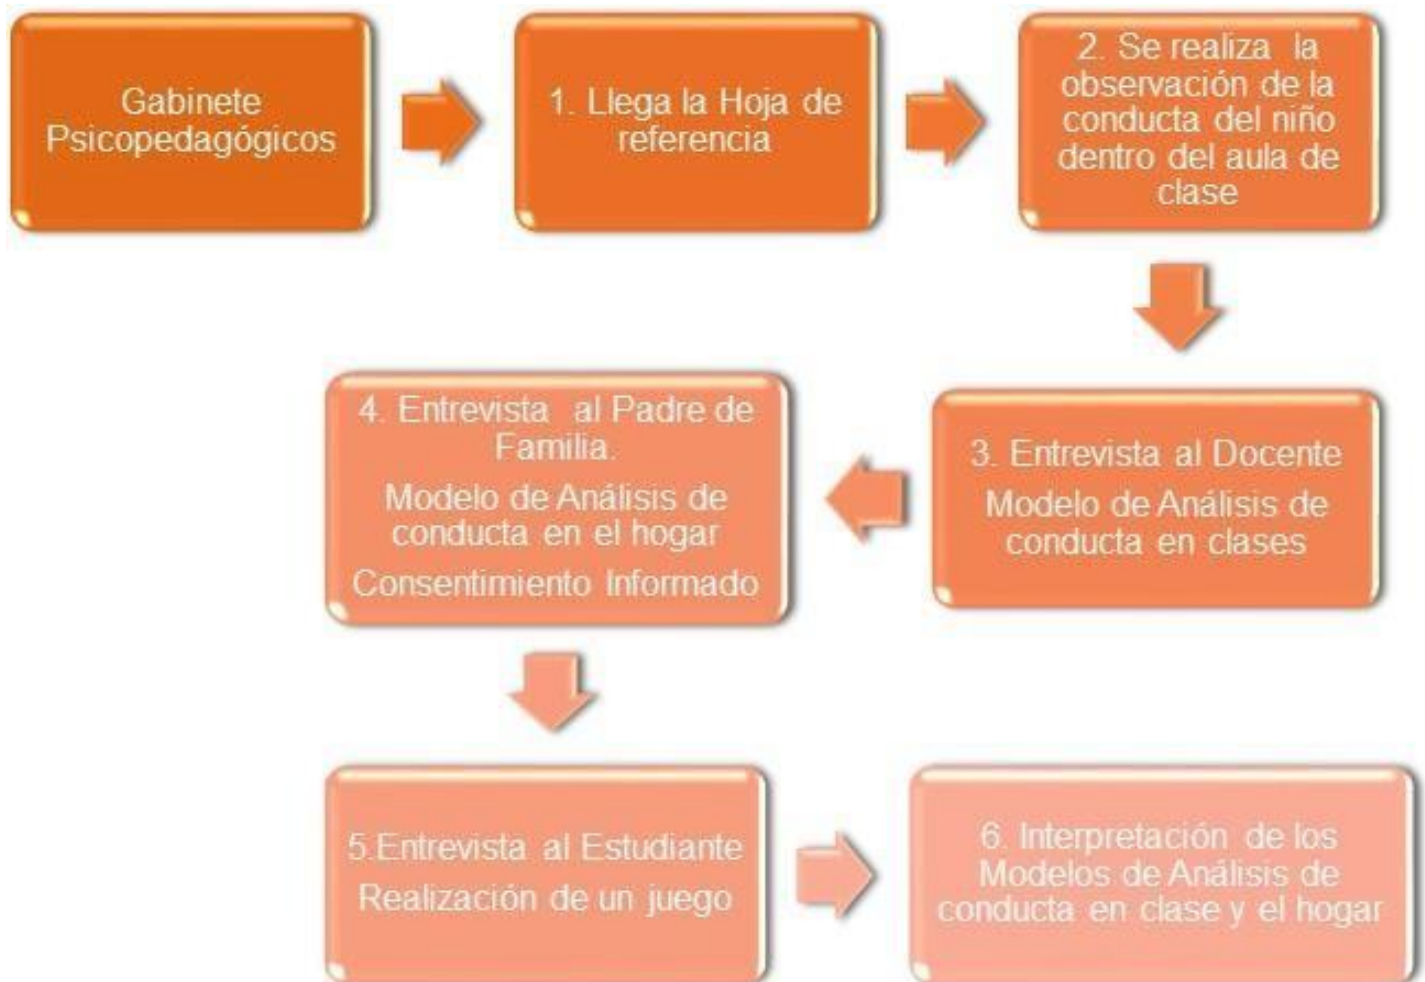 Gabinete
Psicopedagógicos
1. Llega la Hoja de
referencia
2. Se realiza la
observación de la
conducta del niño
dentro del aula de
clase
3. Entrevista al Docente
Modelo de Análisis de
conducta en clases
4. Entrevista al Padre de
Familia.
Modelo de Análisis de
conducta en el hogar
Consentimiento Informado
5.Entrevista al Estudiante
Realización de un juego
6. Interpretación de los
Modelos de Análisis de
conducta en clase y el hogar